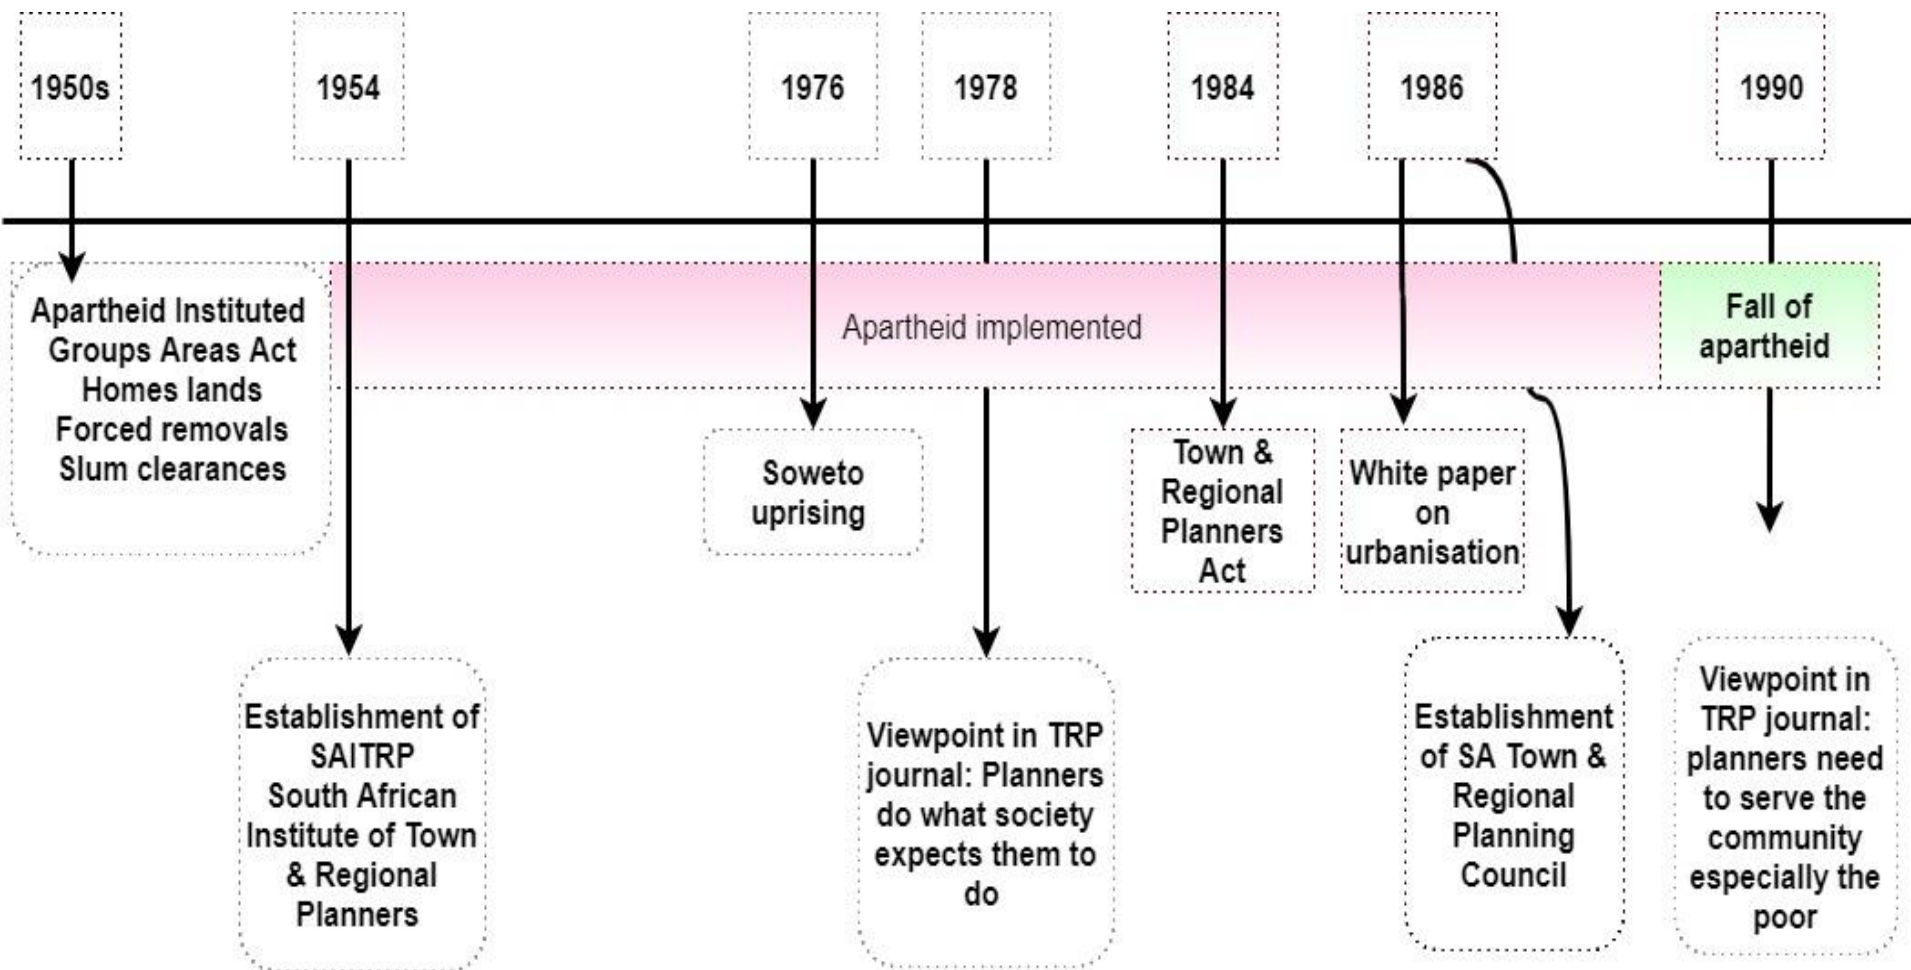 1950s
1954
1976
1978
1984
1986
1990
Apartheid Instituted
Groups Areas Act
Homes lands
Forced removals
Slum clearances
Apartheid implemented
Fall of
apartheid
Soweto
uprising
Town &
Regional
Planners
Act
White paper
on
urbanisation
Establishment of
SAITRP
South African
Institute of Town
& Regional
Planners
Viewpoint in TRP
journal: Planners
do what society
expects them to
do
Establishment
of SA Town &
Regional
Planning
Council
Viewpoint in
TRP journal:
planners need
to serve the
community
especially the
poor